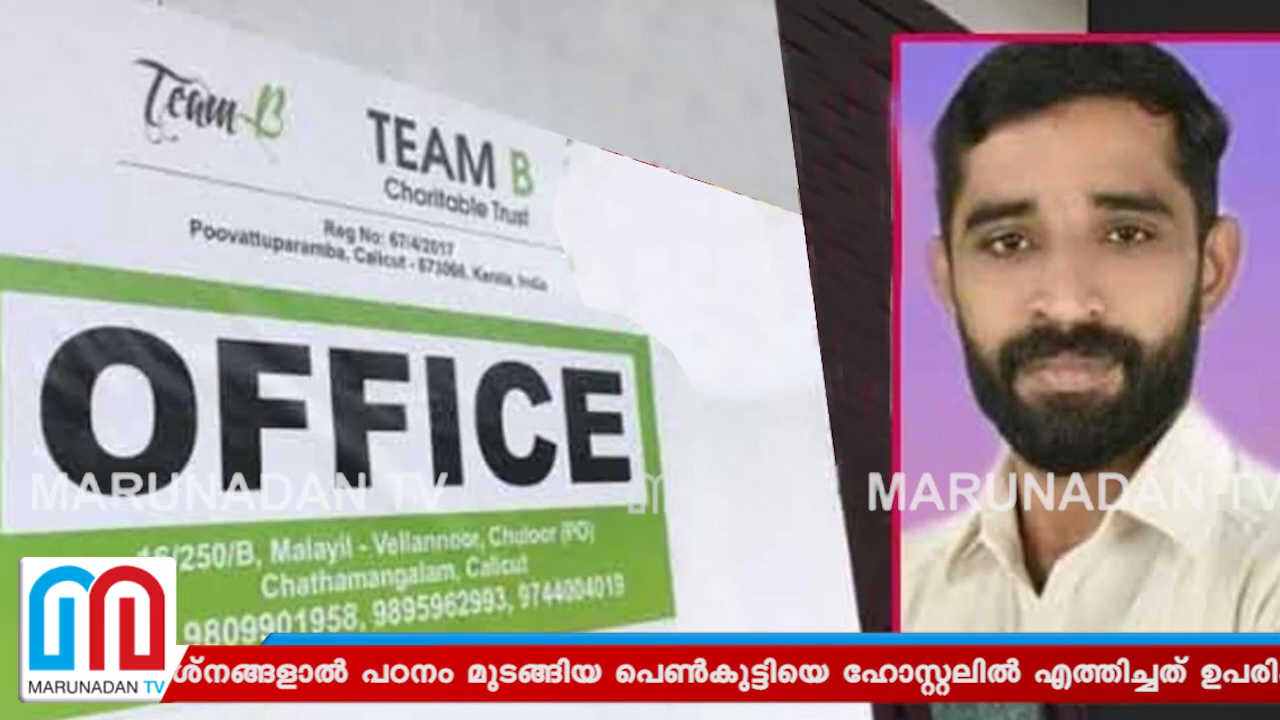 Team B
TEAM B
Charitable Trust
Reg No: 67/4/2017
Poovattuparamba, Calicut - 673008, Kerala, India
OFFICE
16/250/B, Malayil - Vellannoor, Chuloor (PO)
Chathamangalam, Calicut
9809901958, 9895962993, 9744004019
MARUNADAN TV
MARUNADAN TV
MARUNADAN TV
ശ്നങ്ങളാൽ പഠനം മുടങ്ങിയ പെൺകുട്ടിയെ ഹോസ്റ്റലിൽ എത്തിച്ചത് ഉപരി